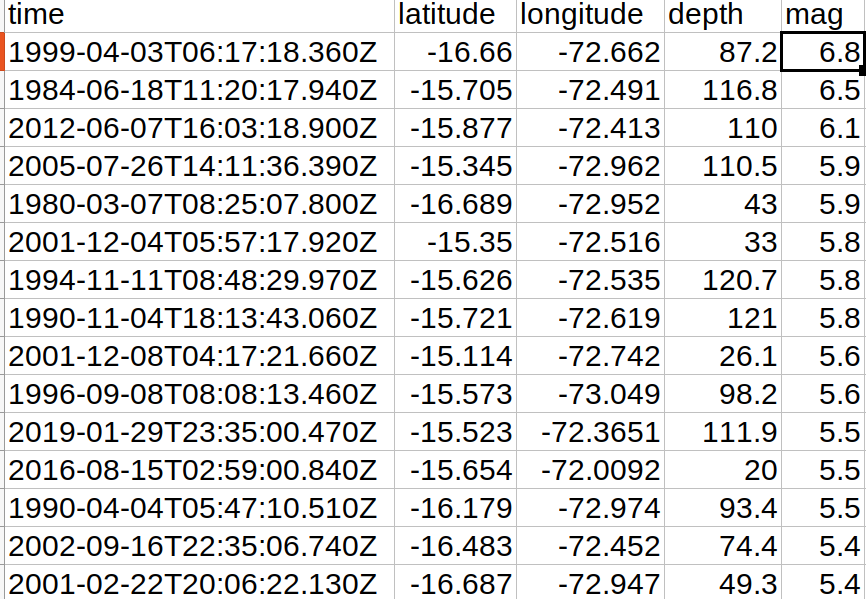 time latitude longitude depth mag
1999-04-03T06:17:18.360Z -16.66 -72.662 87.2 6.8
1984-06-18T11:20:17.940Z -15.705 -72.491 116.8 6.5
2012-06-07T16:03:18.900Z -15.877 -72.413 110 6.1
2005-07-26T14:11:36.390Z -15.345 -72.962 110.5 5.9
1980-03-07T08:25:07.800Z -16.689 -72.952 43 5.9
2001-12-04T05:57:17.920Z -15.35 -72.516 33 5.8
1994-11-11T08:48:29.970Z -15.626 -72.535 120.7 5.8
1990-11-04T18:13:43.060Z -15.721 -72.619 121 5.8
2001-12-08T04:17:21.660Z -15.114 -72.742 26.1 5.6
1996-09-08T08:08:13.460Z -15.573 -73.049 98.2 5.6
2019-01-29T23:35:00.470Z -15.523 -72.3651 111.9 5.5
2016-08-15T02:59:00.840Z -15.654 -72.0092 20 5.5
1990-04-04T05:47:10.510Z -16.179 -72.974 93.4 5.5
2002-09-16T22:35:06.740Z -16.483 -72.452 74.4 5.4
2001-02-22T20:06:22.130Z -16.687 -72.947 49.3 5.4